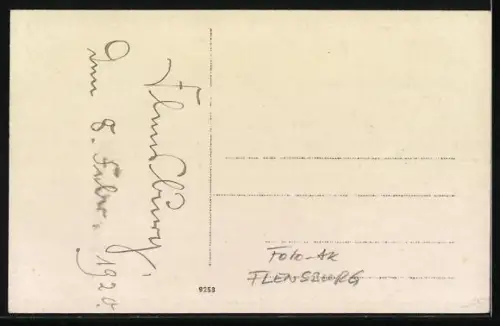 Flensburg
Den 8. Febr. 1920.
FOTO-AK
FLENSBURG
9253